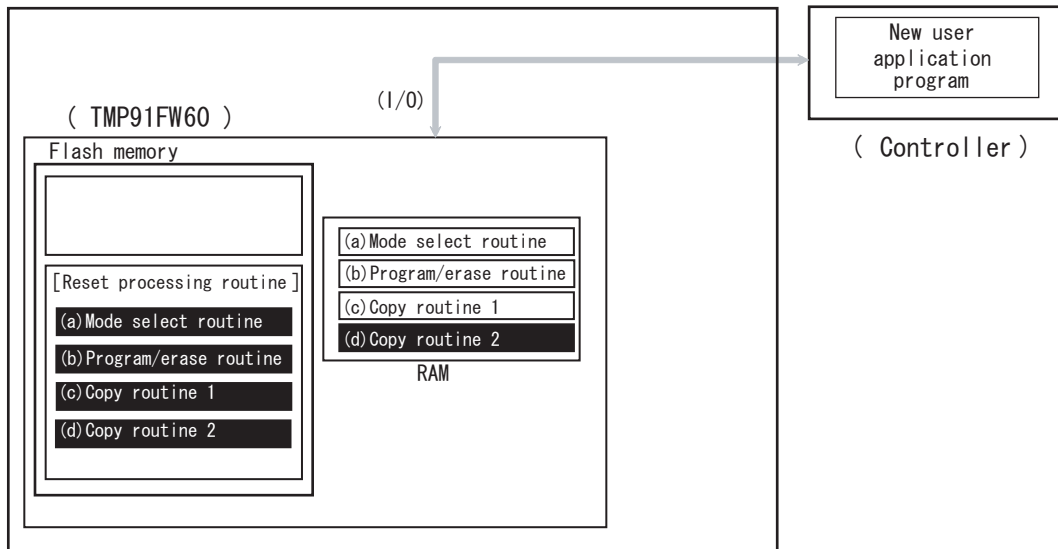 New user
application
program
( Controller )
(I/O)
( TMP91FW60 )
Flash memory
[Reset processing routine]
(a)Mode select routine
(b)Program/erase routine
(c)Copy routine 1
(d)Copy routine 2
(a)Mode select routine
(b)Program/erase routine
(c)Copy routine 1
(d)Copy routine 2
RAM